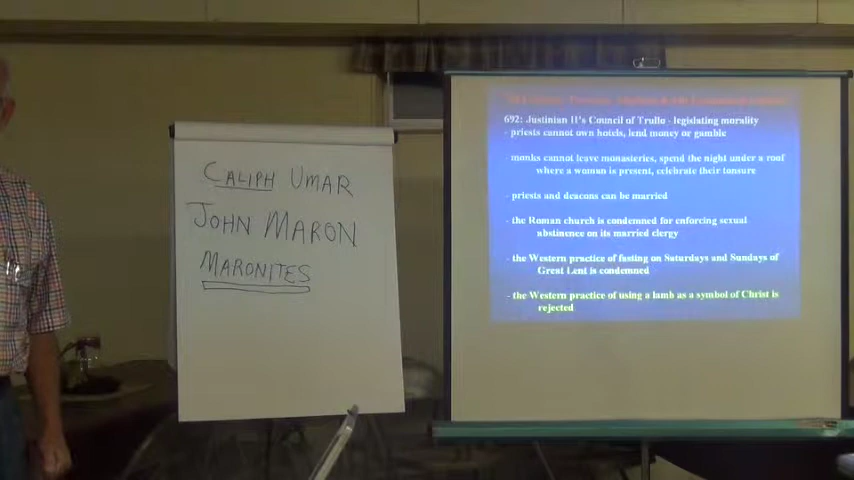 CALIPH UMAR
JOHN MARON
MARONITES
692: Justinian II's Council of Trullo - legislating morality
- priests cannot own hotels, lend money or gamble
- monks cannot leave monasteries, spend the night under a roof
where a woman is present, celebrate their tonsure
- priests and deacons can be married
- the Roman church is condemned for enforcing sexual
abstinence on its married clergy
- the Western practice of fasting on Saturdays and Sundays of
Great Lent is condemned
- the Western practice of using a lamb as a symbol of Christ is
rejected